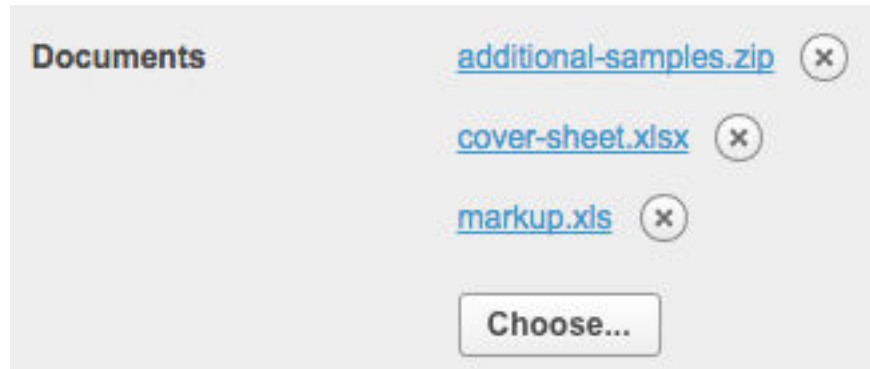 Documents additional-samples.zip
cover-sheet.xlsx
markup.xls
Choose...